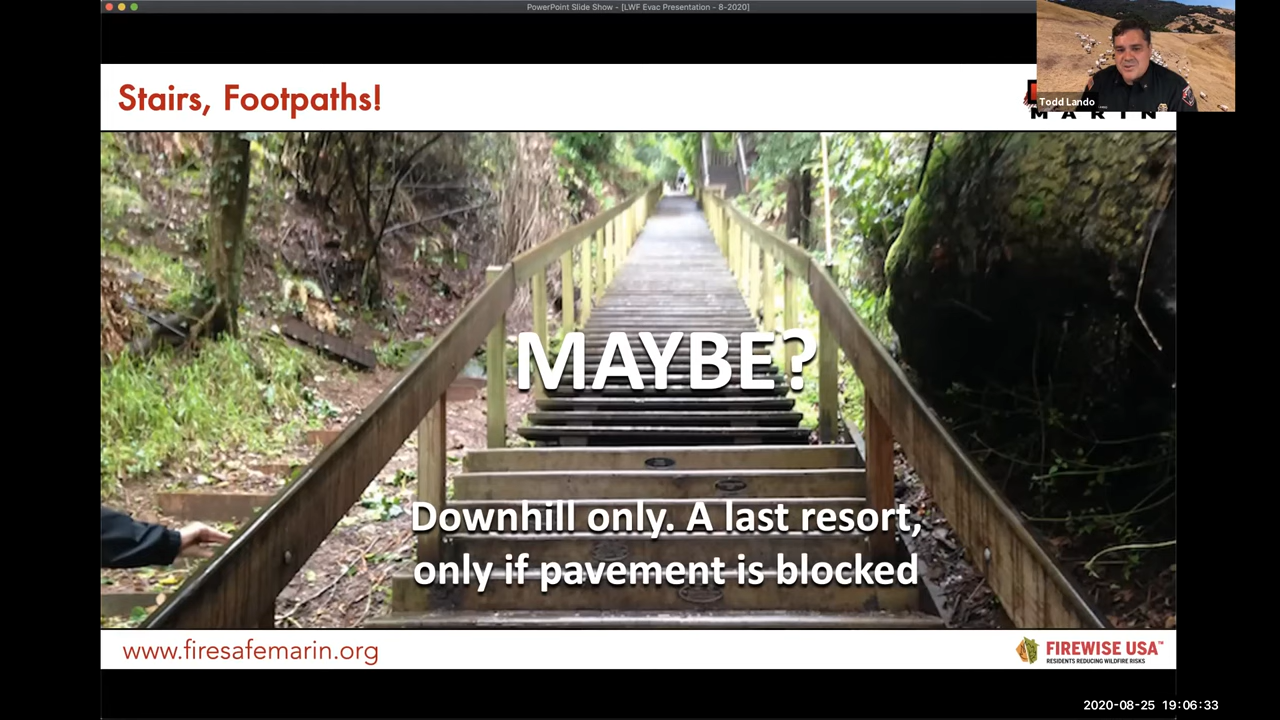 PowerPoint Slide Show - [LWF Evac Presentation - 8-2020]
Stairs, Footpaths!
Todd Lando
MARIN
MAYBE?
Downhill only. A last resort,
only if pavement is blocked
www.firesafemarin.org
FIREWISE USA™
RESIDENTS REDUCING WILDFIRE RISKS
2020-08-25 19:06:33